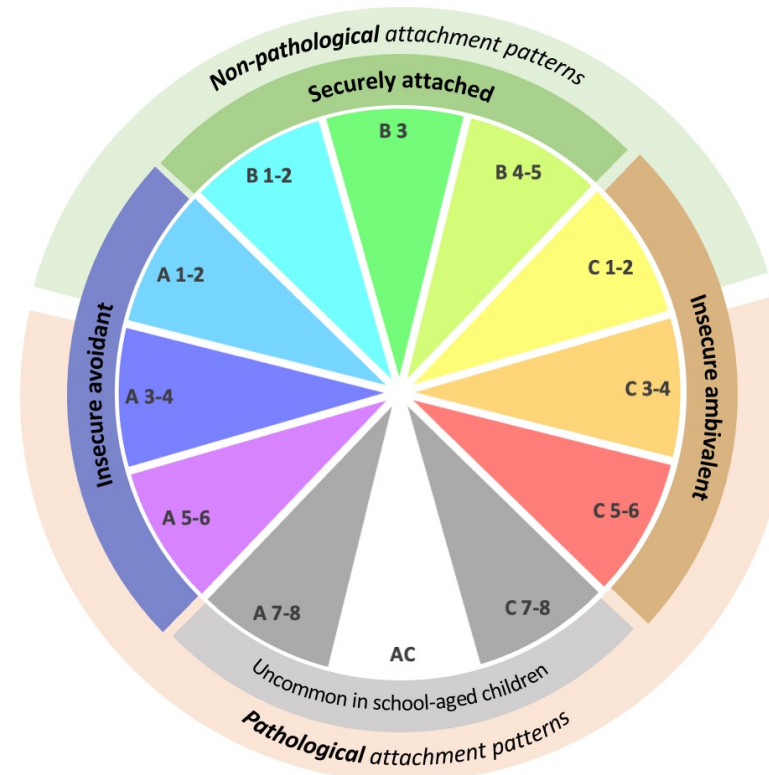 Non-pathological attachment patterns
Securely attached
B 3
B 1-2
B 4-5
A 1-2
C 1-2
Insecure avoidant
Insecure ambivalent
A 3-4
C 3-4
A 5-6
C 5-6
A 7-8
C 7-8
AC
Uncommon in school-aged children
Pathological attachment patterns